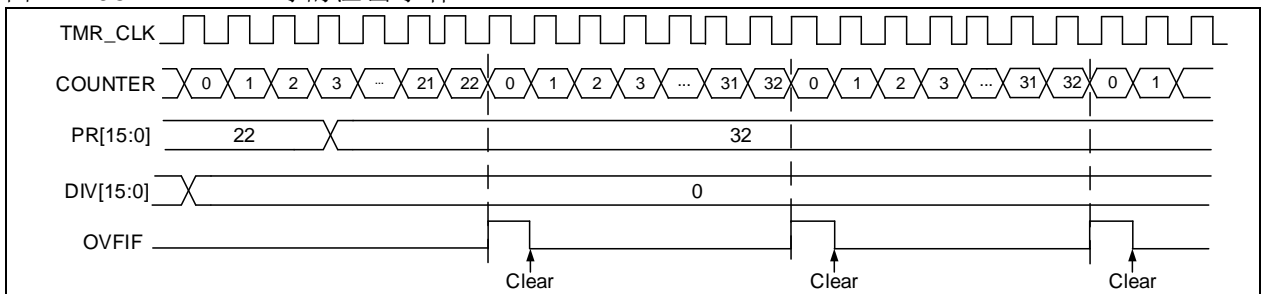 TMR_CLK
COUNTER 0 1 2 3 ... 21 22 0 1 2 3 ... 31 32 0 1 2 3 ... 31 32 0 1
PR[15:0] 22 32
DIV[15:0] 0
OVFIF
Clear Clear Clear